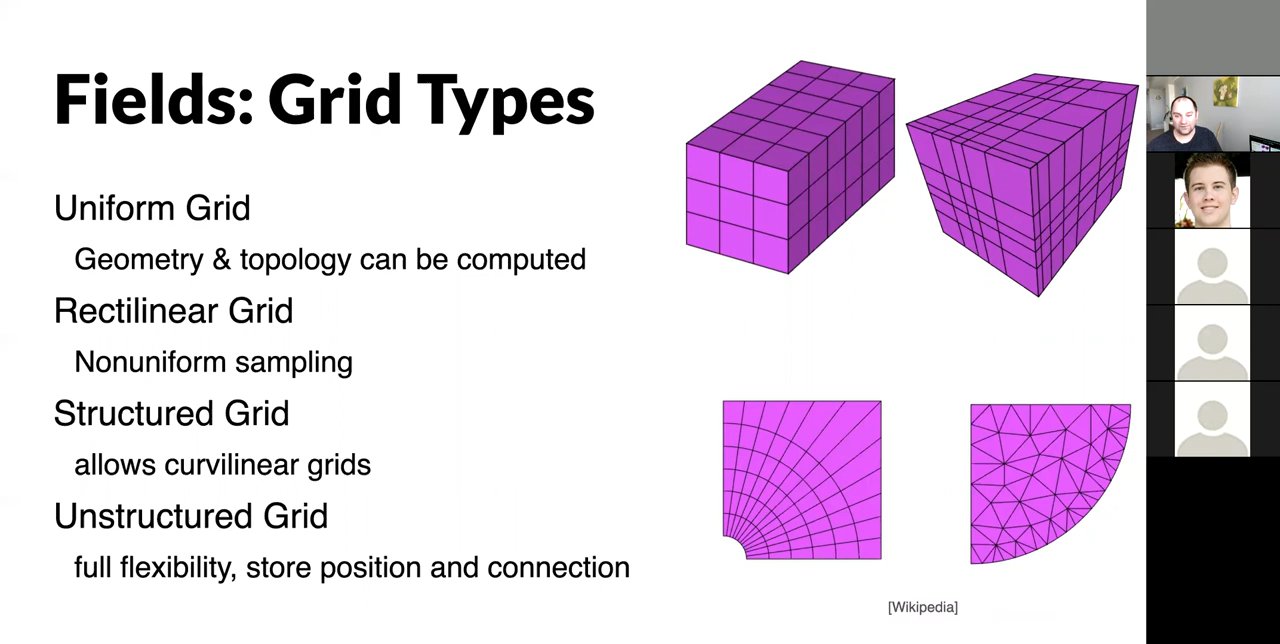 Fields: Grid Types
Uniform Grid
Geometry & topology can be computed
Rectilinear Grid
Nonuniform sampling
Structured Grid
allows curvilinear grids
Unstructured Grid
full flexibility, store position and connection
[Wikipedia]